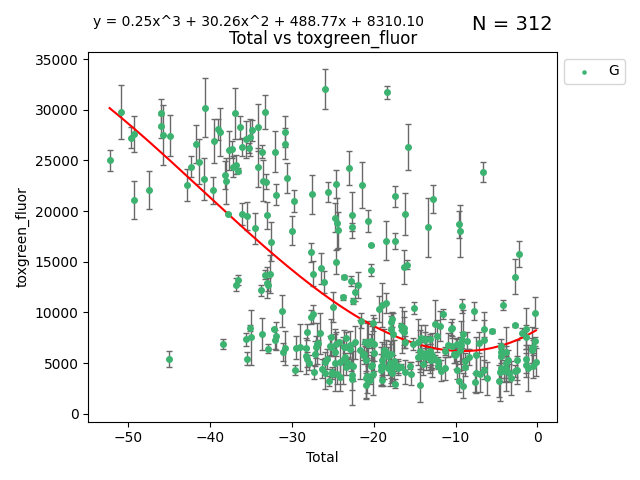 y = 0.25x^3 + 30.26x^2 + 488.77x + 8310.10
N = 312
Total vs toxgreen_fluor
G
35000
30000
25000
20000
15000
10000
5000
0
toxgreen_fluor
−50 −40 −30 −20 −10 0
Total